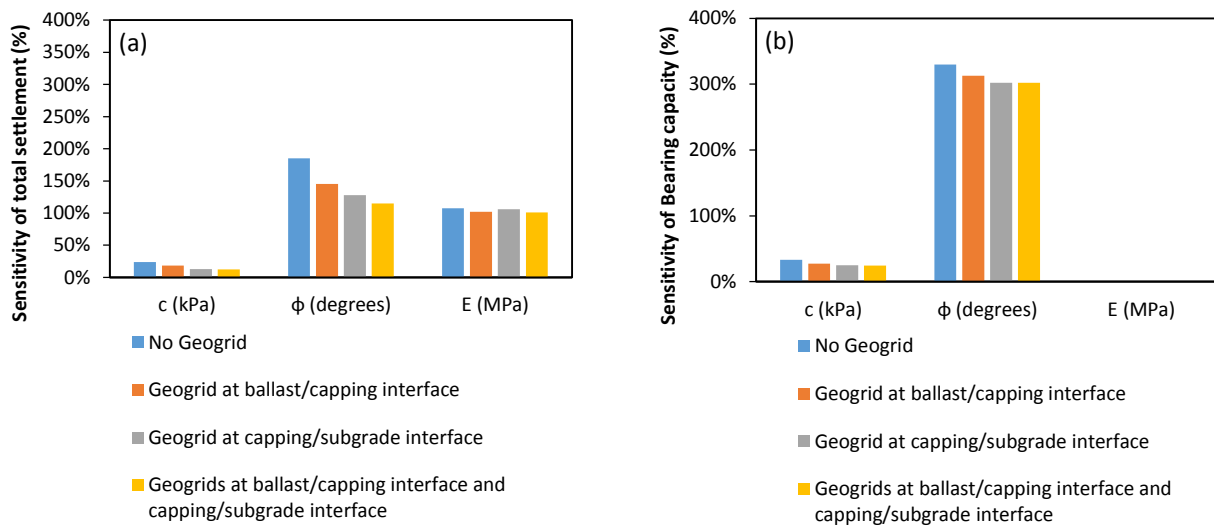 Sensitivity of total settlement (%)
400%
350%
300%
250%
200%
150%
100%
50%
0%
(a)
c (kPa)
ϕ (degrees)
E (MPa)
No Geogrid
Geogrid at ballast/capping interface
Geogrid at capping/subgrade interface
Geogrids at ballast/capping interface and
capping/subgrade interface
Sensitivity of Bearing capacity (%)
400%
300%
200%
100%
0%
(b)
c (kPa)
ϕ (degrees)
E (MPa)
No Geogrid
Geogrid at ballast/capping interface
Geogrid at capping/subgrade interface
Geogrids at ballast/capping interface and
capping/subgrade interface